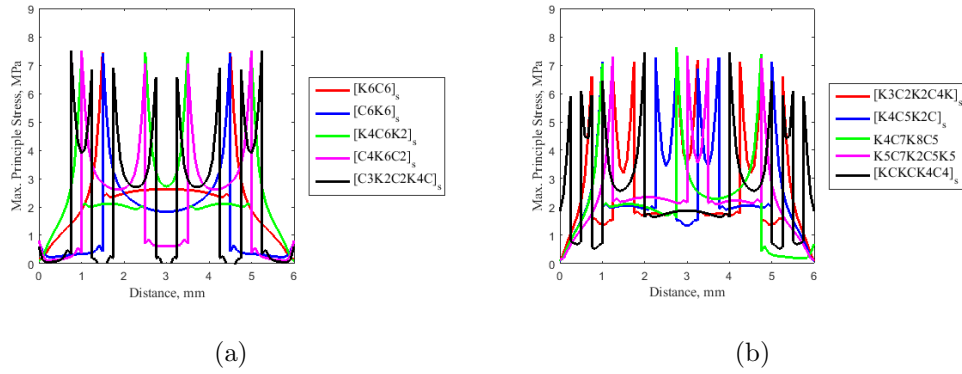 9
8
7
6
5
4
3
2
1
0
Max. Principle Stress, MPa
0 1 2 3 4 5 6
Distance, mm
[K6C6]s
[C6K6]s
[K4C6K2]s
[C4K6C2]s
[C3K2C2K4C]s
(a)
9
8
7
6
5
4
3
2
1
0
Max. Principle Stress, MPa
0 1 2 3 4 5 6
Distance, mm
[K3C2K2C4K]s
[K4C5K2C]s
K4C7K8C5
K5C7K2C5K5
[KCKCK4C4]s
(b)